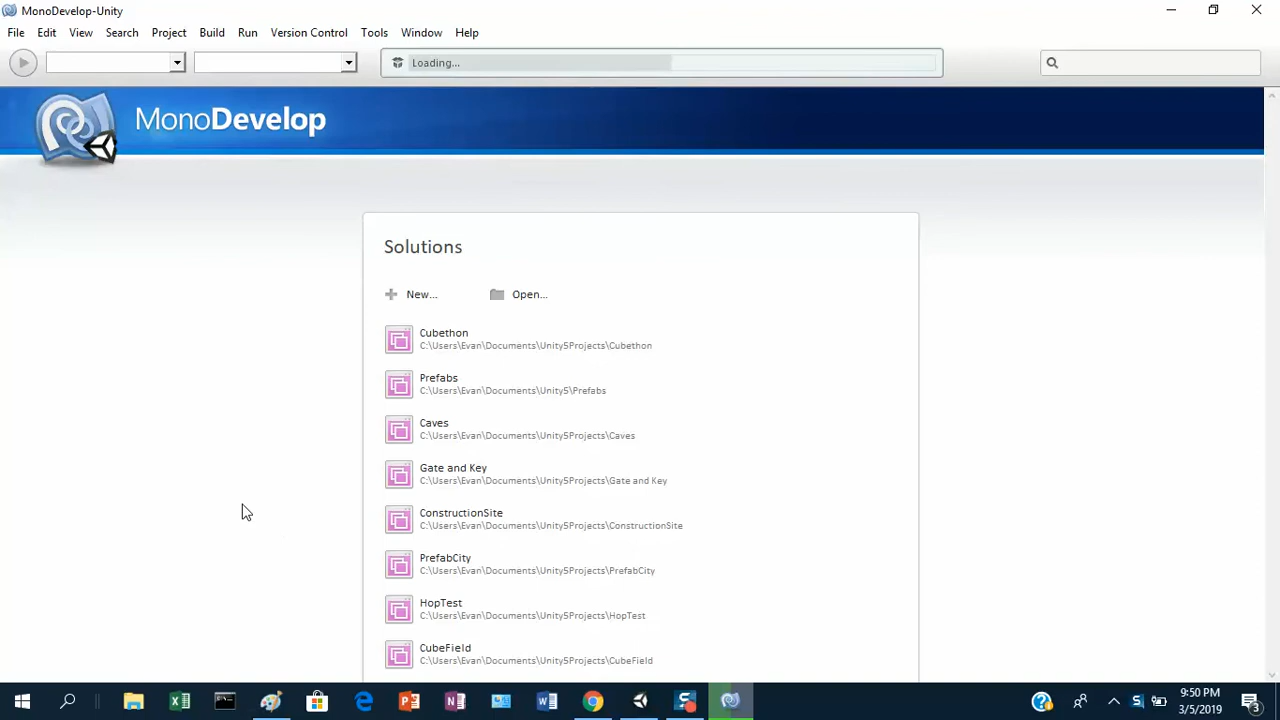 MonoDevelop-Unity
File Edit View Search Project Build Run Version Control Tools Window Help
Loading...
MonoDevelop
Solutions
New... Open...
Cubethon
C:\Users\Evan\Documents\Unity5Projects\Cubethon
Prefabs
C:\Users\Evan\Documents\Unity5\Prefabs
Caves
C:\Users\Evan\Documents\Unity5Projects\Caves
Gate and Key
C:\Users\Evan\Documents\Unity5Projects\Gate and Key
ConstructionSite
C:\Users\Evan\Documents\Unity5Projects\ConstructionSite
PrefabCity
C:\Users\Evan\Documents\Unity5Projects\PrefabCity
HopTest
C:\Users\Evan\Documents\Unity5Projects\HopTest
CubeField
C:\Users\Evan\Documents\Unity5Projects\CubeField
9:50 PM
3/5/2019
3